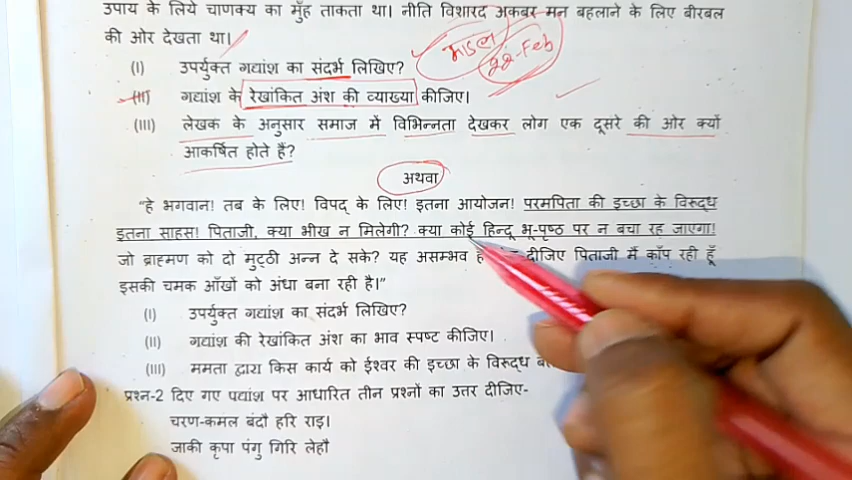 उपाय के लिये चाणक्य का मुँह ताकता था। नीति विशारद अकबर मन बहलाने के लिए बीरबल
की ओर देखता था।
माडल
22-Feb
(I) उपर्युक्त गद्यांश का संदर्भ लिखिए?
(II) गद्यांश के रेखांकित अंश की व्याख्या कीजिए।
(III) लेखक के अनुसार समाज में विभिन्नता देखकर लोग एक दूसरे की ओर क्यों
आकर्षित होते हैं?
अथवा
"हे भगवान! तब के लिए! विपद् के लिए! इतना आयोजन! परमपिता की इच्छा के विरूद्ध
इतना साहस! पिताजी, क्या भीख न मिलेगी? क्या कोई हिन्दू भू-पृष्ठ पर न बचा रह जाएगा!
जो ब्राह्मण को दो मुट्ठी अन्न दे सके? यह असम्भव है दीजिए पिताजी मैं काँप रही हूँ
इसकी चमक आँखों को अंधा बना रही है।"
(I) उपर्युक्त गद्यांश का संदर्भ लिखिए?
(II) गद्यांश की रेखांकित अंश का भाव स्पष्ट कीजिए।
(III) ममता द्वारा किस कार्य को ईश्वर की इच्छा के विरूद्ध
प्रश्न-2 दिए गए पद्यांश पर आधारित तीन प्रश्नों का उत्तर दीजिए-
चरण-कमल बंदौ हरि राइ।
जाकी कृपा पंगु गिरि लेहौ